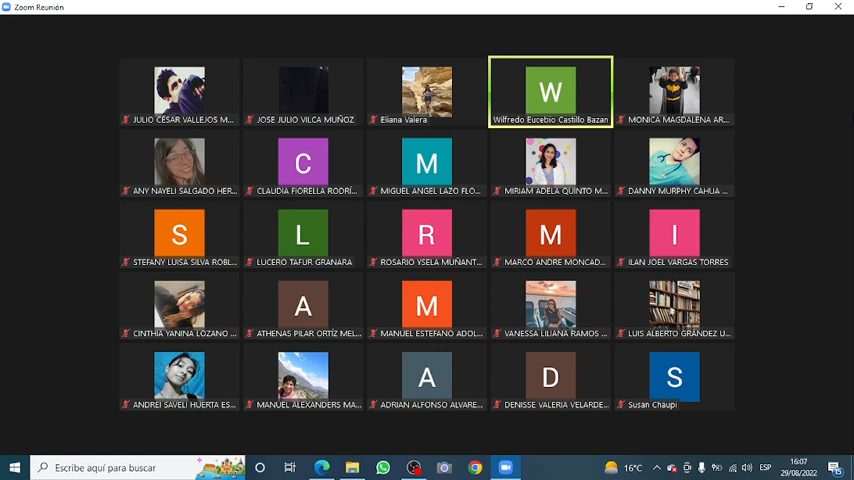 Zoom Reunión
JULIO CÉSAR VALLEJOS M...
JOSE JULIO VILCA MUÑOZ
Eliana Valera
W
Wilfredo Eucebio Castillo Bazan
MONICA MAGDALENA AR...
ANY NAYELI SALGADO HER...
C
CLAUDIA FIORELLA RODRÍ...
M
MIGUEL ANGEL LAZO FLO...
MIRIAM ADELA QUINTO M...
DANNY MURPHY CAHUA ...
S
STEFANY LUISA SILVA ROBL...
L
LUCERO TAFUR GRANARA
R
ROSARIO YSELA MUÑANT...
M
MARCO ANDRE MONCAD...
I
ILAN JOEL VARGAS TORRES
CINTHIA YANINA LOZANO ...
A
ATHENAS PILAR ORTÍZ MEL...
M
MANUEL ESTEFANO ADOL...
VANESSA LILIANA RAMOS ...
LUIS ALBERTO GRÁNDEZ U...
ANDREI SAVELI HUERTA ES...
MANUEL ALEXANDERS MA...
A
ADRIAN ALFONSO ALVARE...
D
DENISSE VALERIA VELARDE...
S
Susan Chaupi
Escribe aquí para buscar
16°C
ESP
16:07
29/08/2022
15